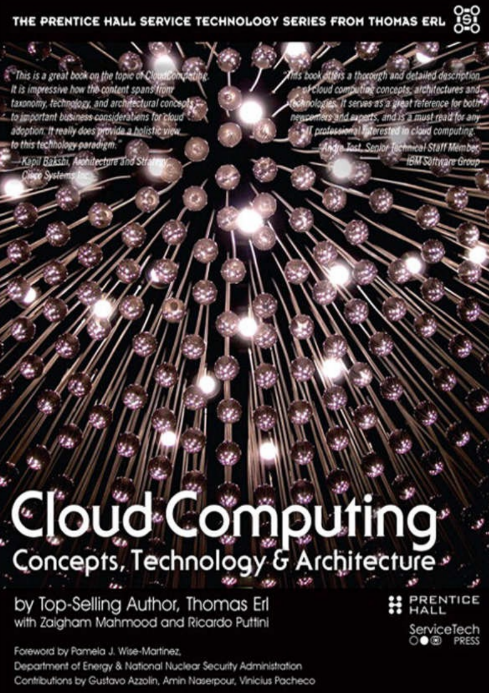 THE PRENTICE HALL SERVICE TECHNOLOGY SERIES FROM THOMAS ERL
"This is a great book on the topic of Cloud Computing.
It is impressive how the content spans from
taxonomy, technology, and architectural concepts
to important business considerations for cloud
adoption. It really does provide a holistic view
to this technology paradigm."
—Kapil Bakshi, Architecture and Strategy,
Cisco Systems Inc.
"This book offers a thorough and detailed description
of cloud computing concepts, architectures and
technologies. It serves as a great reference for both
newcomers and experts, and is a must read for any
IT professional interested in cloud computing."
—Andre Tost, Senior Technical Staff Member,
IBM Software Group
Cloud Computing
Concepts, Technology & Architecture
by Top-Selling Author, Thomas Erl
with Zaigham Mahmood and Ricardo Puttini
PRENTICE
HALL
ServiceTech
PRESS
Foreword by Pamela J. Wise-Martinez,
Department of Energy & National Nuclear Security Administration
Contributions by Gustavo Azzolin, Amin Naserpour, Vinicius Pacheco